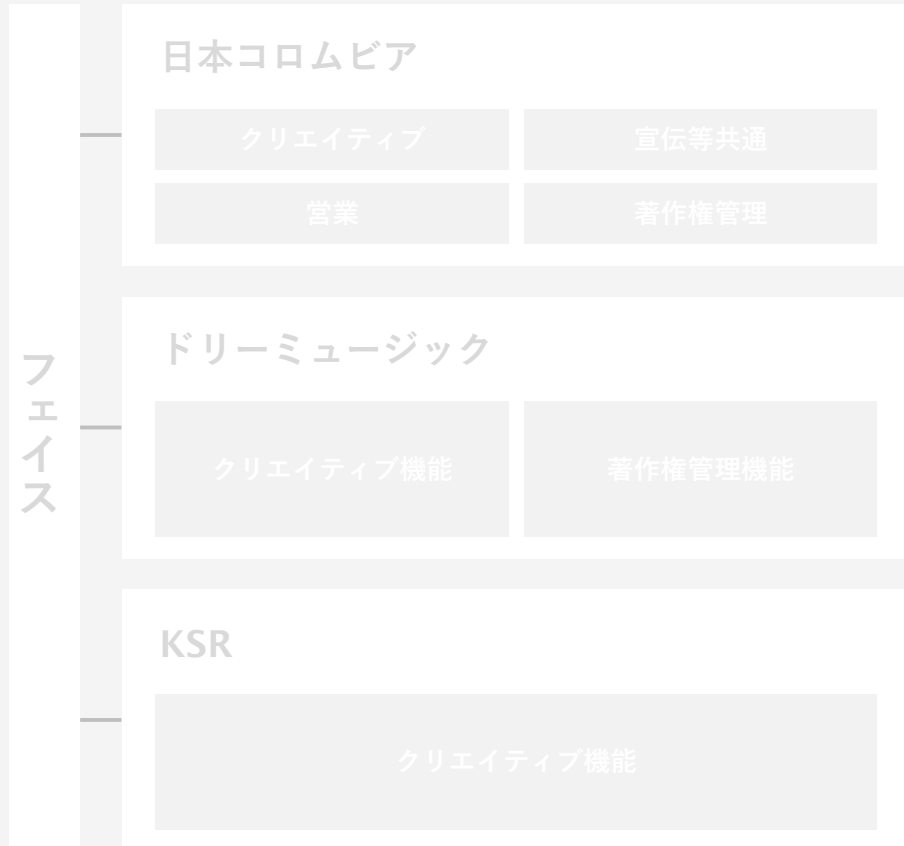 フェイス
日本コロムビア
クリエイティブ
宣伝等共通
営業
著作権管理
ドリーミュージック
クリエイティブ機能
著作権管理機能
KSR
クリエイティブ機能